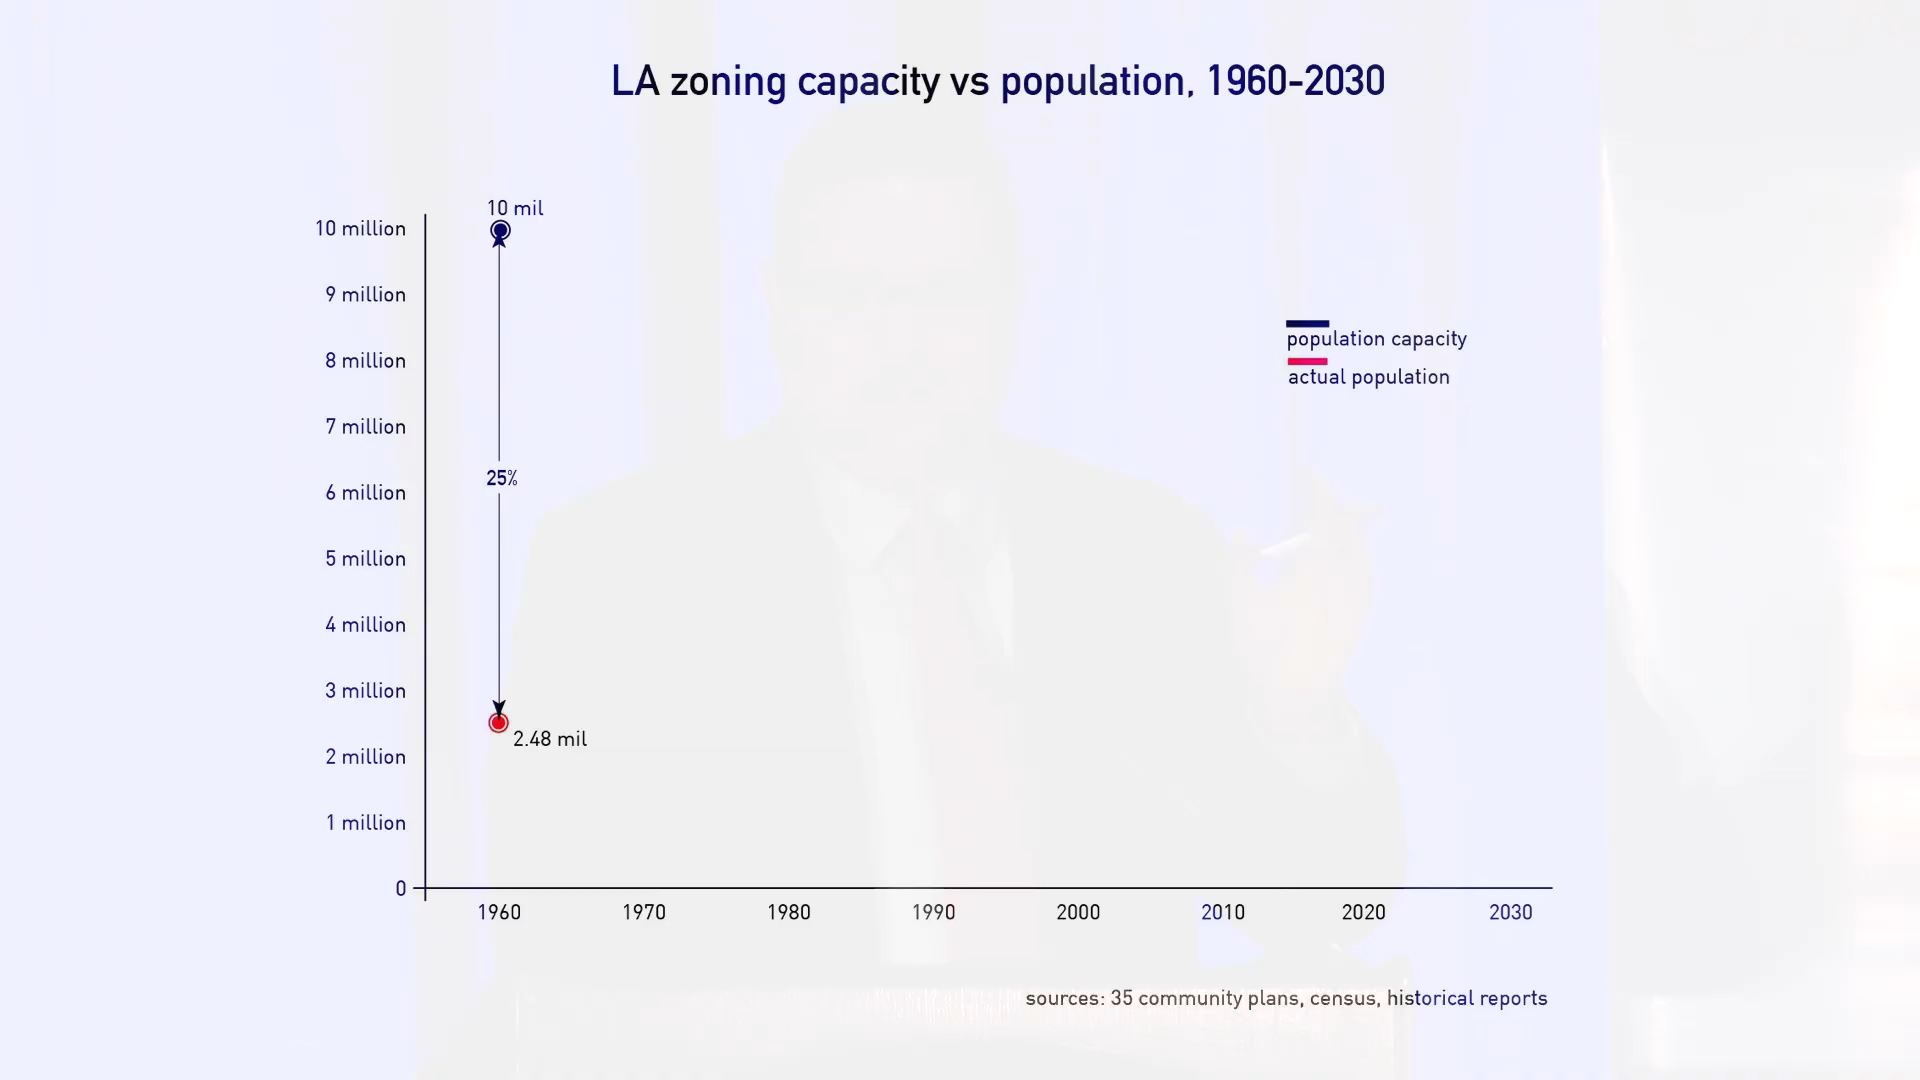 LA zoning capacity vs population, 1960-2030
10 mil
10 million
9 million
population capacity
8 million
actual population
7 million
25%
6 million
5 million
4 million
3 million
2.48 mil
2 million
1 million
0
1960 1970 1980 1990 2000 2010 2020 2030
sources: 35 community plans, census, historical reports